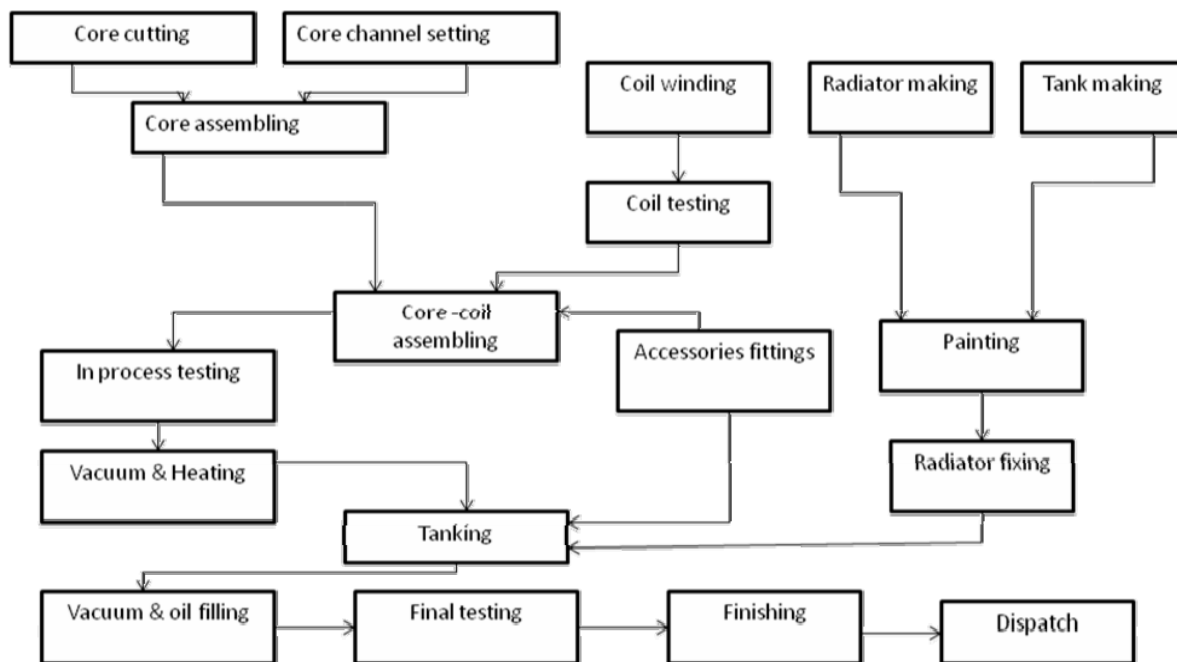 Core cutting
Core channel setting
Coil winding
Radiator making
Tank making
Core assembling
Coil testing
Core -coil
assembling
Accessories fittings
Painting
In process testing
Vacuum & Heating
Radiator fixing
Tanking
Vacuum & oil filling
Final testing
Finishing
Dispatch